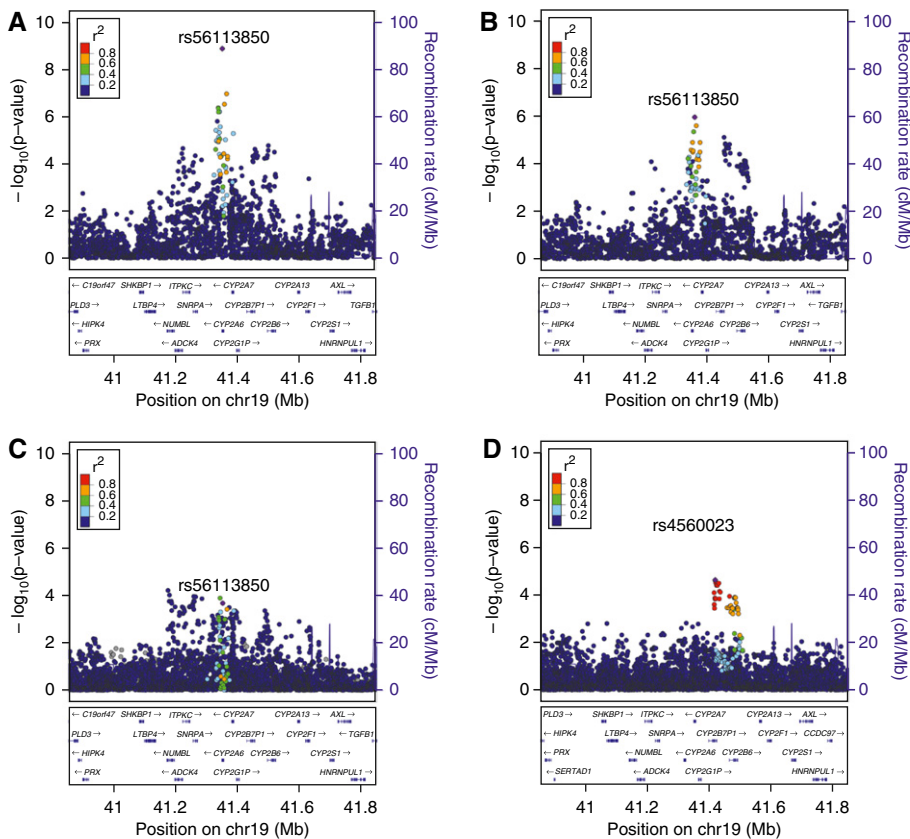 A
r2
0.8
0.6
0.4
0.2
rs56113850
10
8
6
4
2
0
− log10(p−value)
100
80
60
40
20
0
Recombination rate (cM/Mb)
← C19orf47 SHKBP1→ ITPKC→ ← CYP2A7 CYP2A13 → AXL→
PLD3→ LTBP4→ SNRPA→ CYP2B7P1→ CYP2F1→ TGFB1
← HIPK4 ←NUMBL ←CYP2A6 CYP2B6→ CYP2S1→
← PRX ←ADCK4 CYP2G1P → HNRNPUL1→
41 41.2 41.4 41.6 41.8
Position on chr19 (Mb)
B
r2
0.8
0.6
0.4
0.2
rs56113850
10
8
6
4
2
0
− log10(p−value)
100
80
60
40
20
0
Recombination rate (cM/Mb)
← C19orf47 SHKBP1→ ITPKC→ ← CYP2A7 CYP2A13 → AXL→
PLD3→ LTBP4→ SNRPA→ CYP2B7P1→ CYP2F1→ ←TGFB1
← HIPK4 ←NUMBL ←CYP2A6 CYP2B6→ CYP2S1→
← PRX ←ADCK4 CYP2G1P → HNRNPUL1→
41 41.2 41.4 41.6 41.8
Position on chr19 (Mb)
C
r2
0.8
0.6
0.4
0.2
rs56113850
10
8
6
4
2
0
− log10(p−value)
100
80
60
40
20
0
Recombination rate (cM/Mb)
← C19orf47 SHKBP1→ ITPKC→ ← CYP2A7 CYP2A13→ AXL→
PLD3→ LTBP4→ SNRPA→ CYP2B7P1→ CYP2F1→ ←TGFB1
← HIPK4 ←NUMBL ←CYP2A6 CYP2B6→ CYP2S1→
← PRX ←ADCK4 CYP2G1P→ HNRNPUL1→
41 41.2 41.4 41.6 41.8
Position on chr19 (Mb)
D
r2
0.8
0.6
0.4
0.2
rs4560023
10
8
6
4
2
0
− log10(p−value)
100
80
60
40
20
0
Recombination rate (cM/Mb)
PLD3→ SHKBP1→ ITPKC→ ← CYP2A7 CYP2A13→ AXL→
← HIPK4 LTBP4→ SNRPA→ CYP2B7P1→ CYP2F1→ CCDC97→
← PRX ←NUMBL ←CYP2A6 CYP2B6→ CYP2S1→
← SERTAD1 ←ADCK4 CYP2G1P→ HNRNPUL1→
41 41.2 41.4 41.6 41.8
Position on chr19 (Mb)